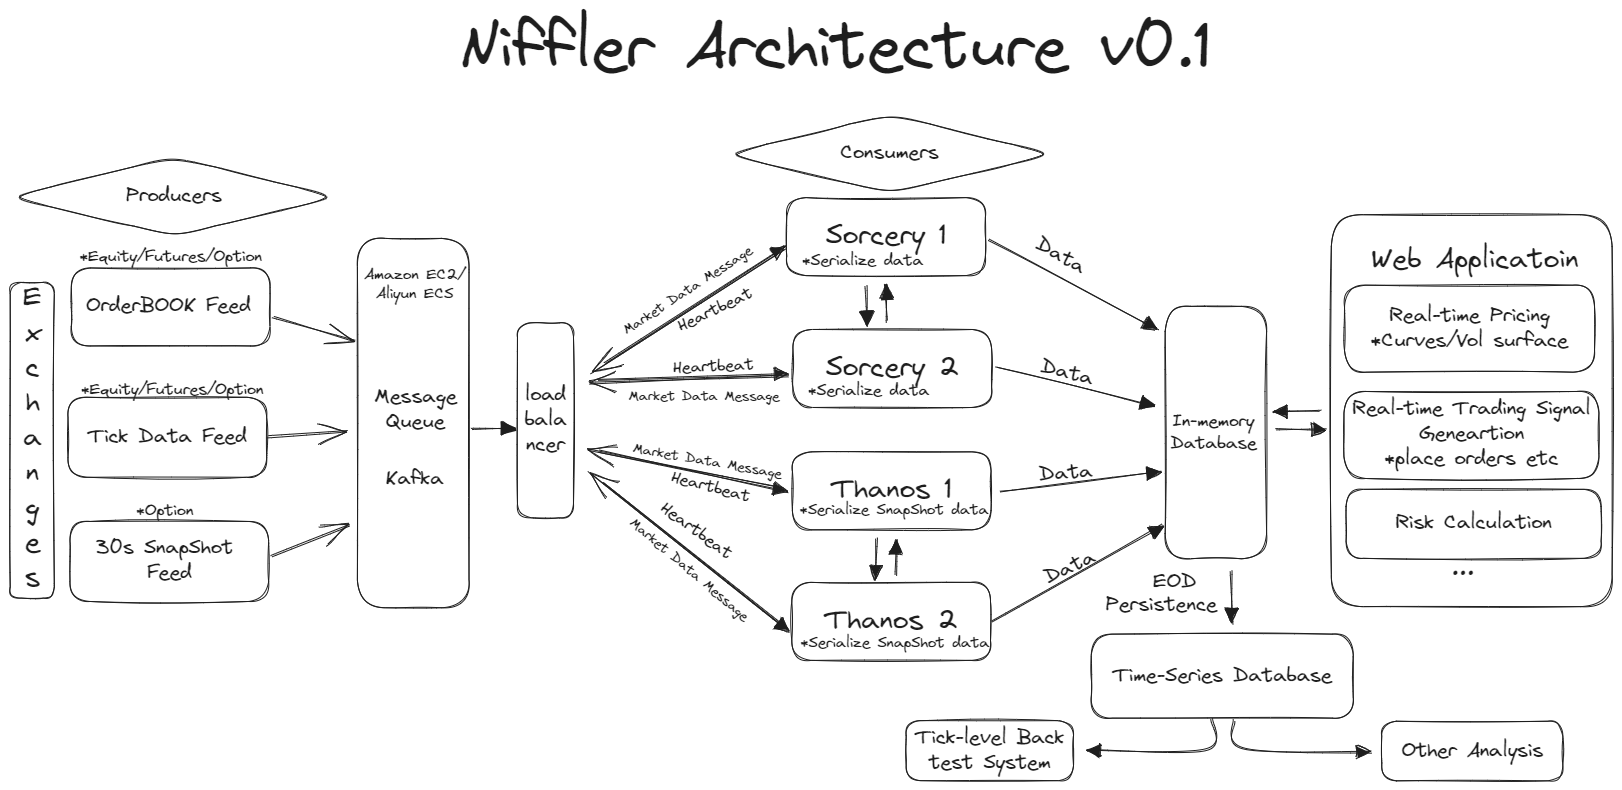 Niffler Architecture v0.1
Producers
Exchanges
*Equity/Futures/Option
OrderBOOK Feed
*Equity/Futures/Option
Tick Data Feed
*Option
30s SnapShot
Feed
Amazon EC2/
Aliyun ECS
Message
Queue
Kafka
load
bala
ncer
Consumers
Market Data Message
Heartbeat
Heartbeat
Market Data Message
Market Data Message
Heartbeat
Heartbeat
Market Data Message
Sorcery 1
*Serialize data
Sorcery 2
*Serialize data
Thanos 1
*Serialize SnapShot data
Thanos 2
*Serialize SnapShot data
Data
Data
Data
Data
In-memory
Database
EOD
Persistence
Time-Series Database
Tick-level Back
test System
Other Analysis
Web Applicatoin
Real-time Pricing
*Curves/Vol surface
Real-time Trading Signal
Geneartion
*place orders etc
Risk Calculation
...